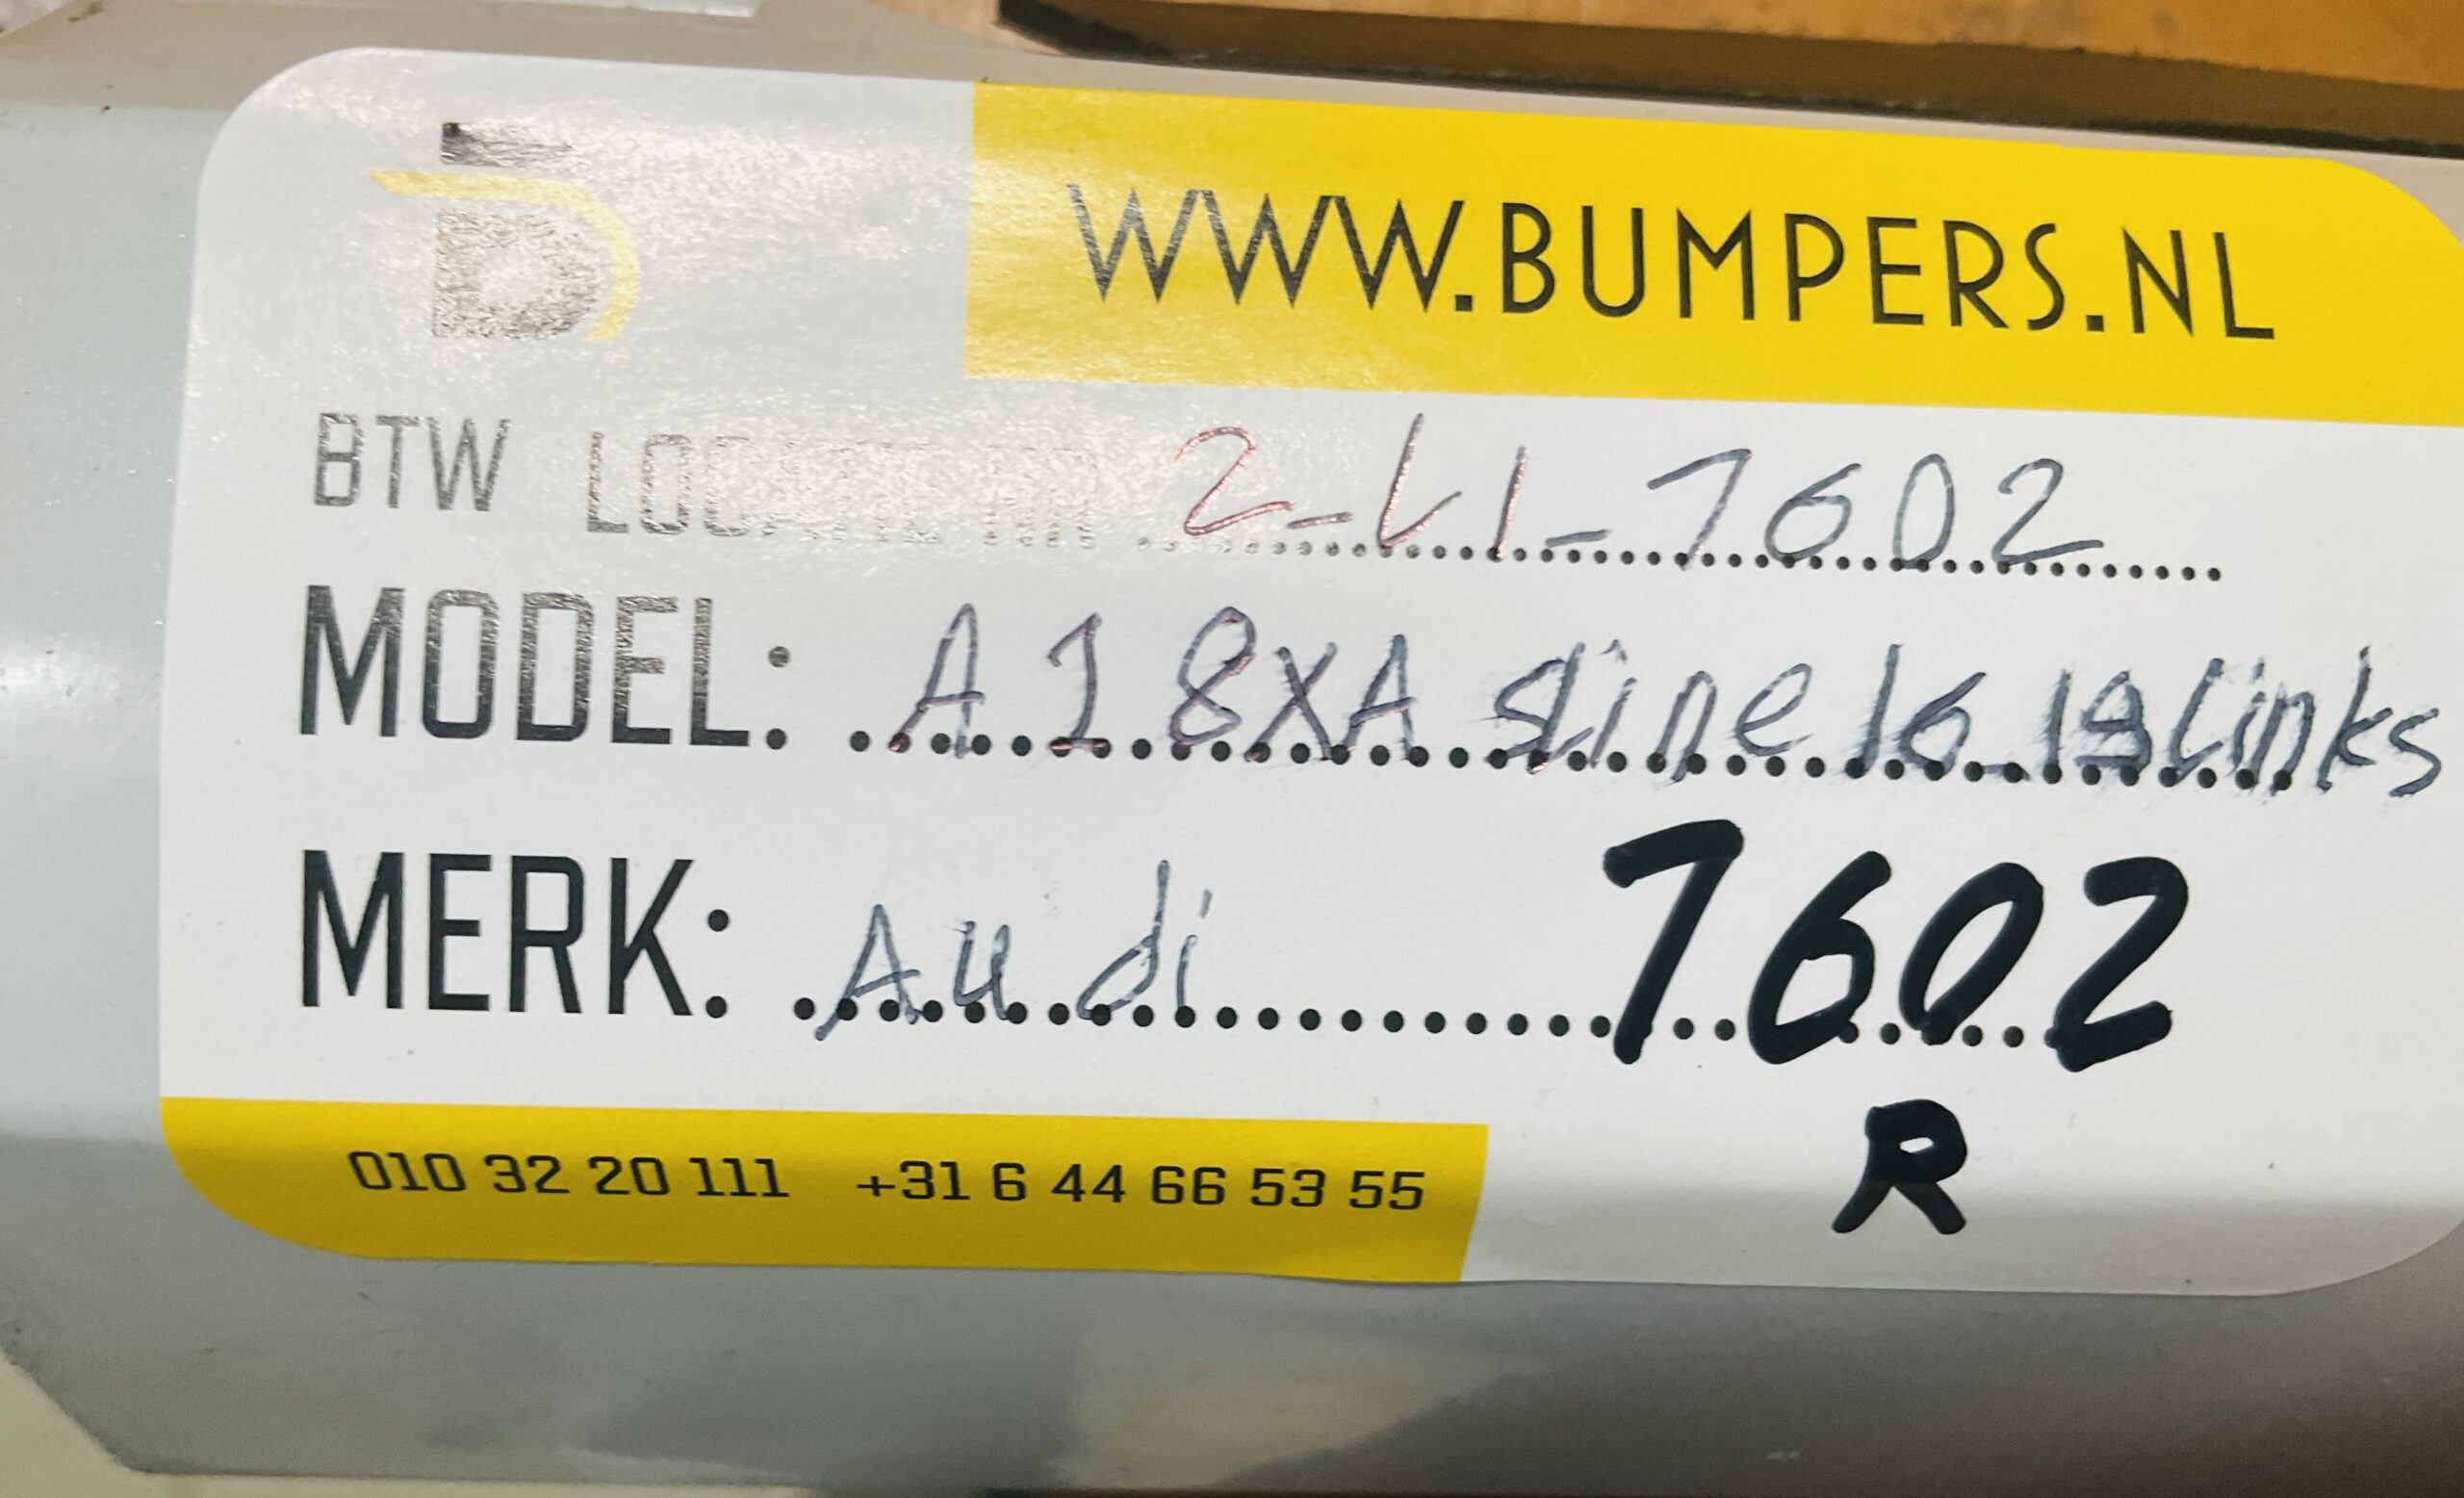 WWW.BUMPERS.NL
BTW 2-L1-7602
MODEL: A1 8XA sline 16-19 links
MERK: Audi 7602
R
010 32 20 111 +31 6 44 66 53 55